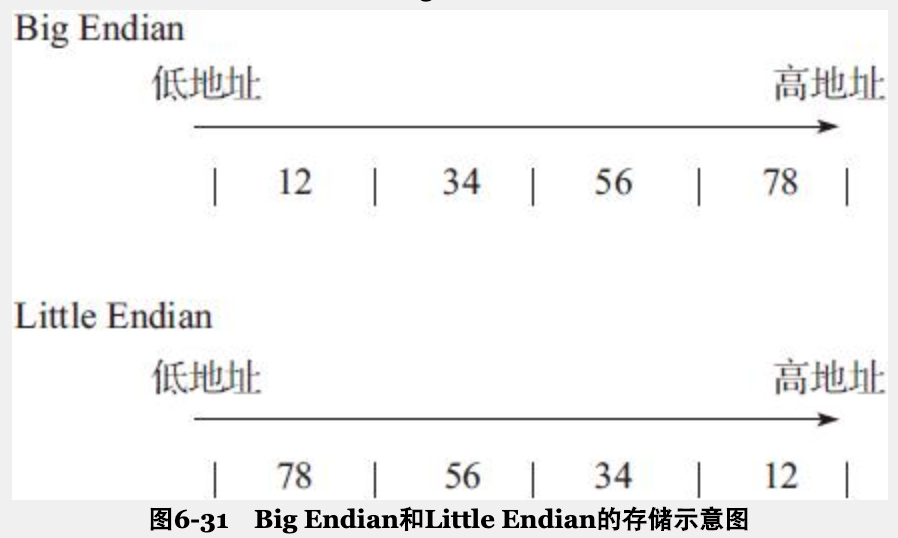 Big Endian
低地址 高地址
| 12 | 34 | 56 | 78 |
Little Endian
低地址 高地址
| 78 | 56 | 34 | 12 |
图6-31 Big Endian和Little Endian的存储示意图